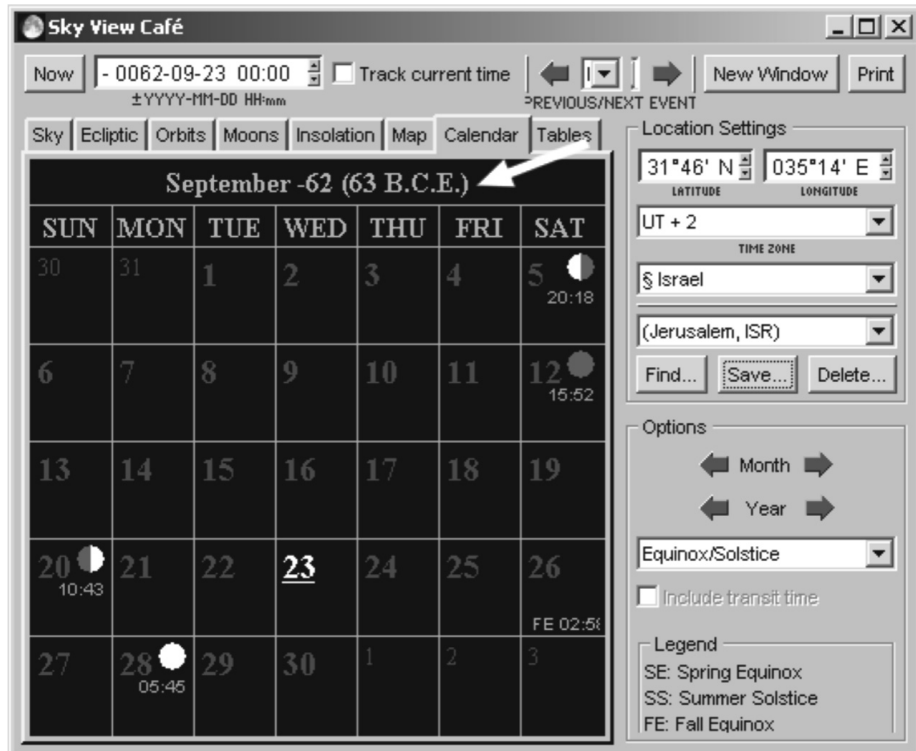 Sky View Café
Now - 0062-09-23 00:00 Track current time New Window Print
±YYYY-MM-DD HH:mm PREVIOUS/NEXT EVENT
Sky Ecliptic Orbits Moons Insolation Map Calendar Tables
September -62 (63 B.C.E.)
SUN MON TUE WED THU FRI SAT
30 31 1 2 3 4 5
20:18
6 7 8 9 10 11 12
15:52
13 14 15 16 17 18 19
20 21 22 23 24 25 26
10:43
FE 02:58
27 28 29 30 1 2 3
05:45
Location Settings
31°46' N 035°14' E
LATITUDE LONGITUDE
UT + 2
TIME ZONE
§ Israel
(Jerusalem, ISR)
Find... Save... Delete...
Options
Month
Year
Equinox/Solstice
Include transit time
Legend
SE: Spring Equinox
SS: Summer Solstice
FE: Fall Equinox